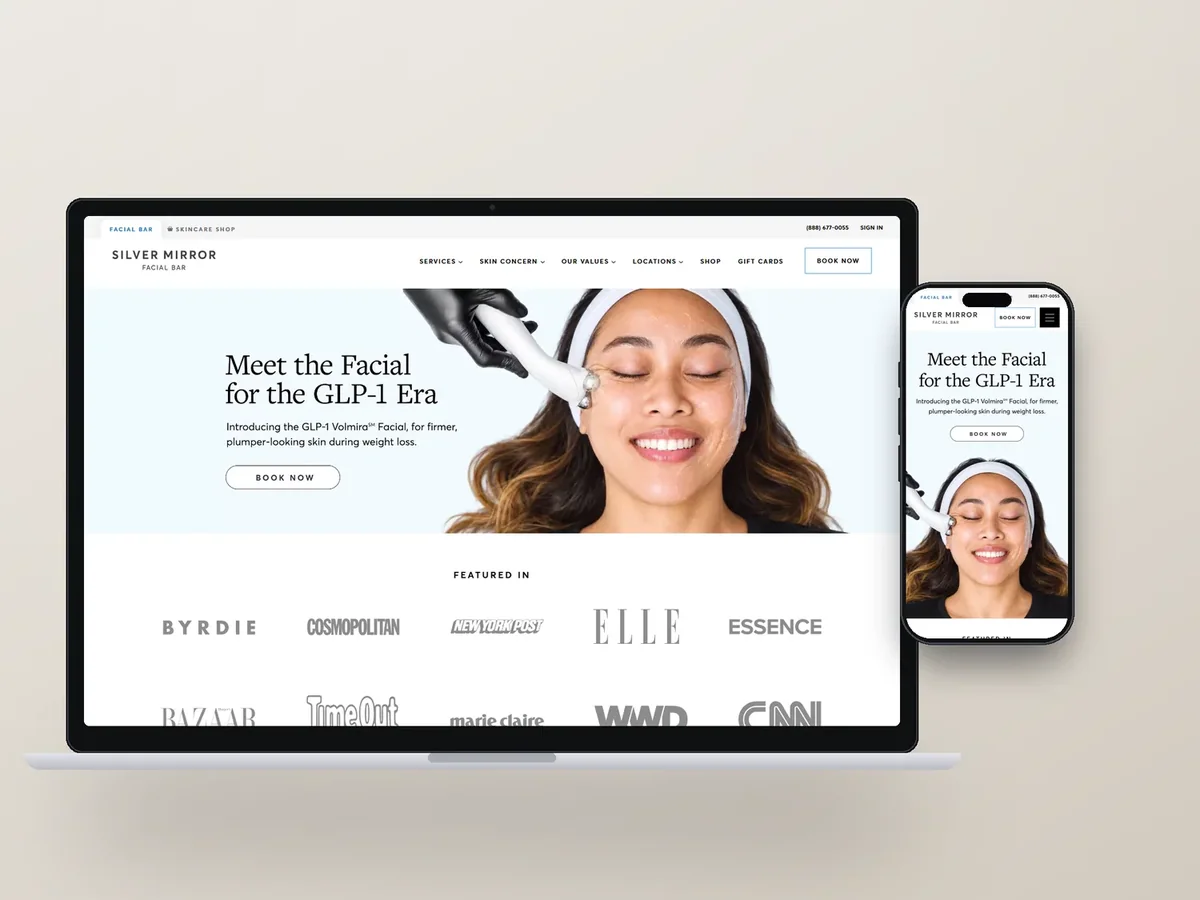 FACIAL BAR
SKINCARE SHOP
(888) 677-0055
SIGN IN
SILVER MIRROR
FACIAL BAR
SERVICES
SKIN CONCERN
OUR VALUES
LOCATIONS
SHOP
GIFT CARDS
BOOK NOW
Meet the Facial
for the GLP-1 Era
Introducing the GLP-1 Volmira℠ Facial, for firmer,
plumper-looking skin during weight loss.
BOOK NOW
FEATURED IN
BYRDIE
COSMOPOLITAN
NEW YORK POST
ELLE
ESSENCE
BAZAAR
TimeOut
marie claire
WWD
CNN
FACIAL BAR
(888) 677-0055
SILVER MIRROR
FACIAL BAR
BOOK NOW
Meet the Facial
for the GLP-1 Era
Introducing the GLP-1 Volmira℠ Facial, for firmer,
plumper-looking skin during weight loss.
BOOK NOW
FEATURED IN